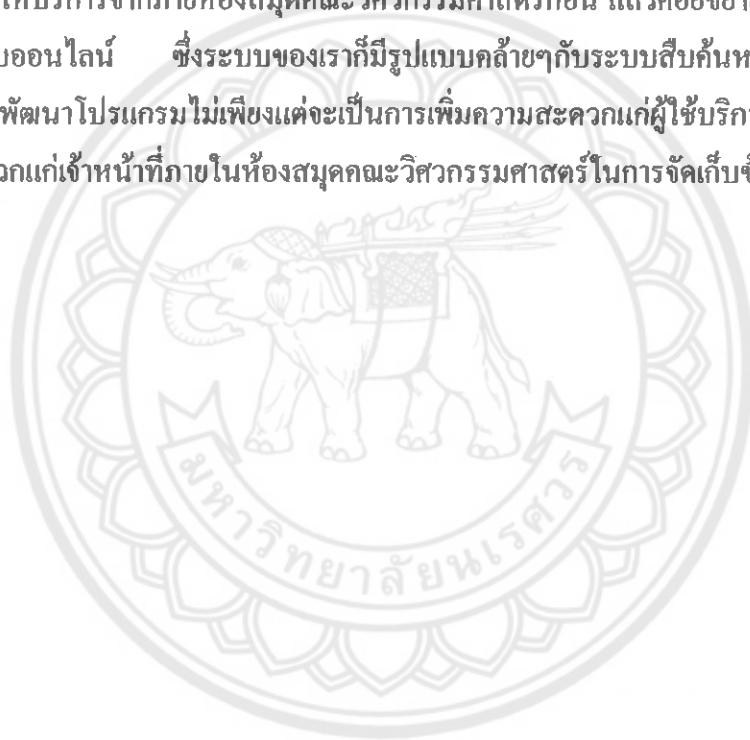 ให้บริการจากภายห้องสมุดคณะวิศวกรรมศาสตร์ก่อน แล้วค่อยขยา
บออนไลน์ ซึ่งระบบของเราก็มีรูปแบบคล้ายๆกับระบบสืบค้นห
พัฒนาโปรแกรมไม่เพียงแต่จะเป็นการเพิ่มความสะดวกแก่ผู้ใช้บริก
วกแก่เจ้าหน้าที่ภายในห้องสมุดคณะวิศวกรรมศาสตร์ในการจัดเก็บข้
มหาวิทยาลัยนเรศวร